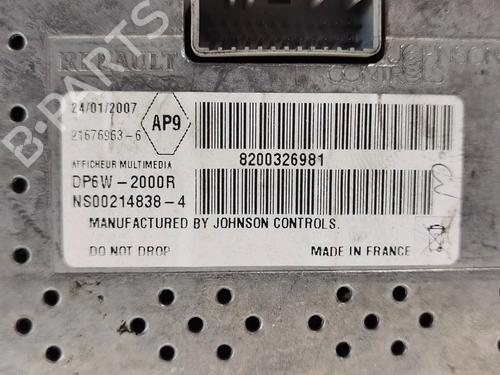 RENAULT
JOHNSON
CONTROLS
24/01/2007
AP9
21676963-6
AFFICHEUR MULTIMEDIA
8200326981
DP6W-2000R
NS00214838-4
MANUFACTURED BY JOHNSON CONTROLS.
DO NOT DROP
MADE IN FRANCE
B-PARTS